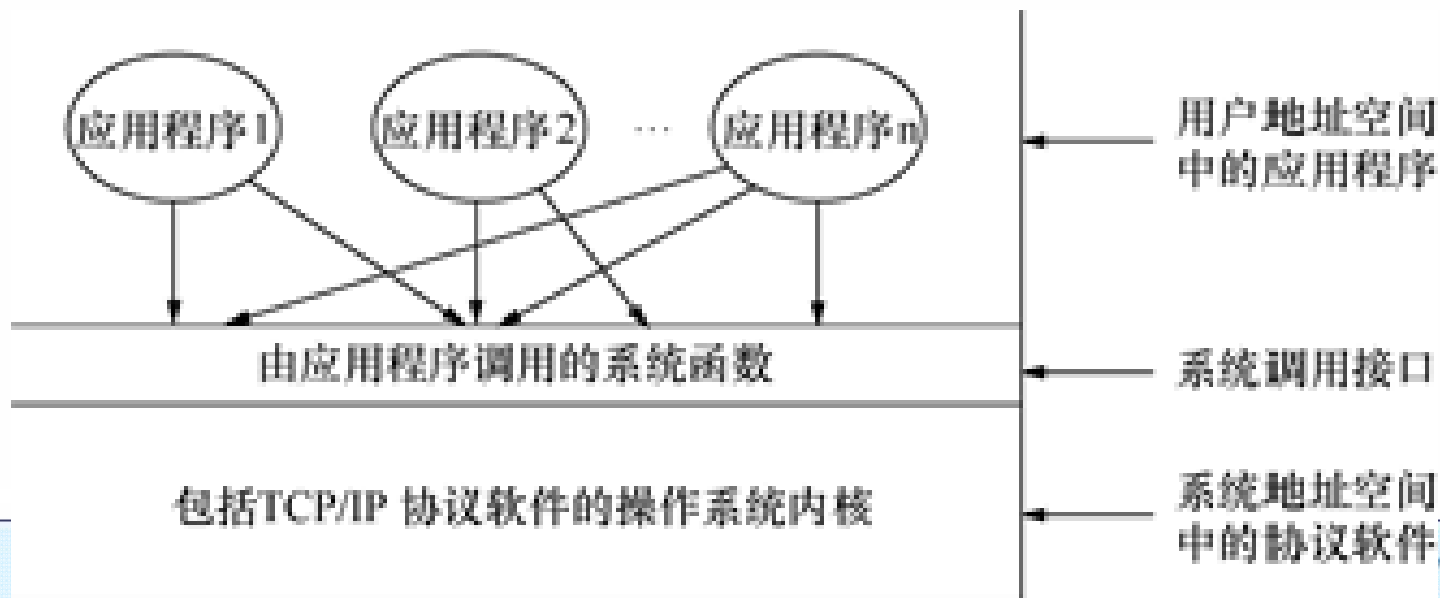 应用程序1
应用程序2
…
应用程序n
用户地址空间
中的应用程序
由应用程序调用的系统函数
系统调用接口
包括TCP/IP 协议软件的操作系统内核
系统地址空间
中的协议软件